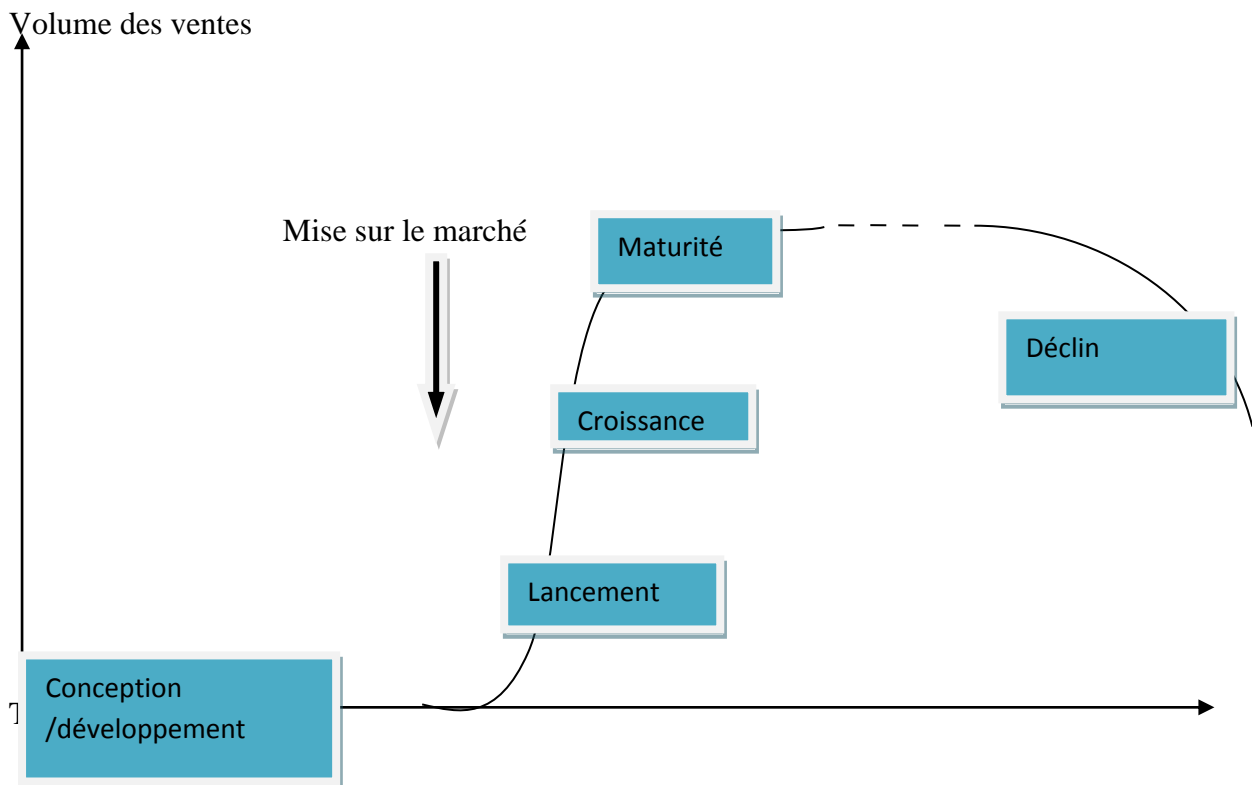 Volume des ventes
Mise sur le marché
Maturité
Déclin
Croissance
Lancement
Conception
/développement